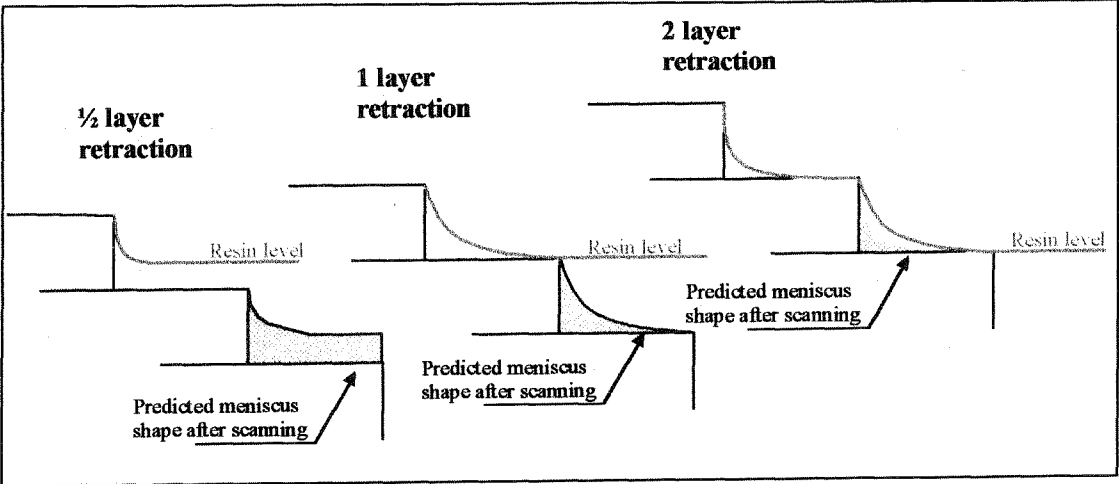 ½ layer
retraction
Resin level
Predicted meniscus
shape after scanning
1 layer
retraction
Resin level
Predicted meniscus
shape after scanning
2 layer
retraction
Resin level
Predicted meniscus
shape after scanning